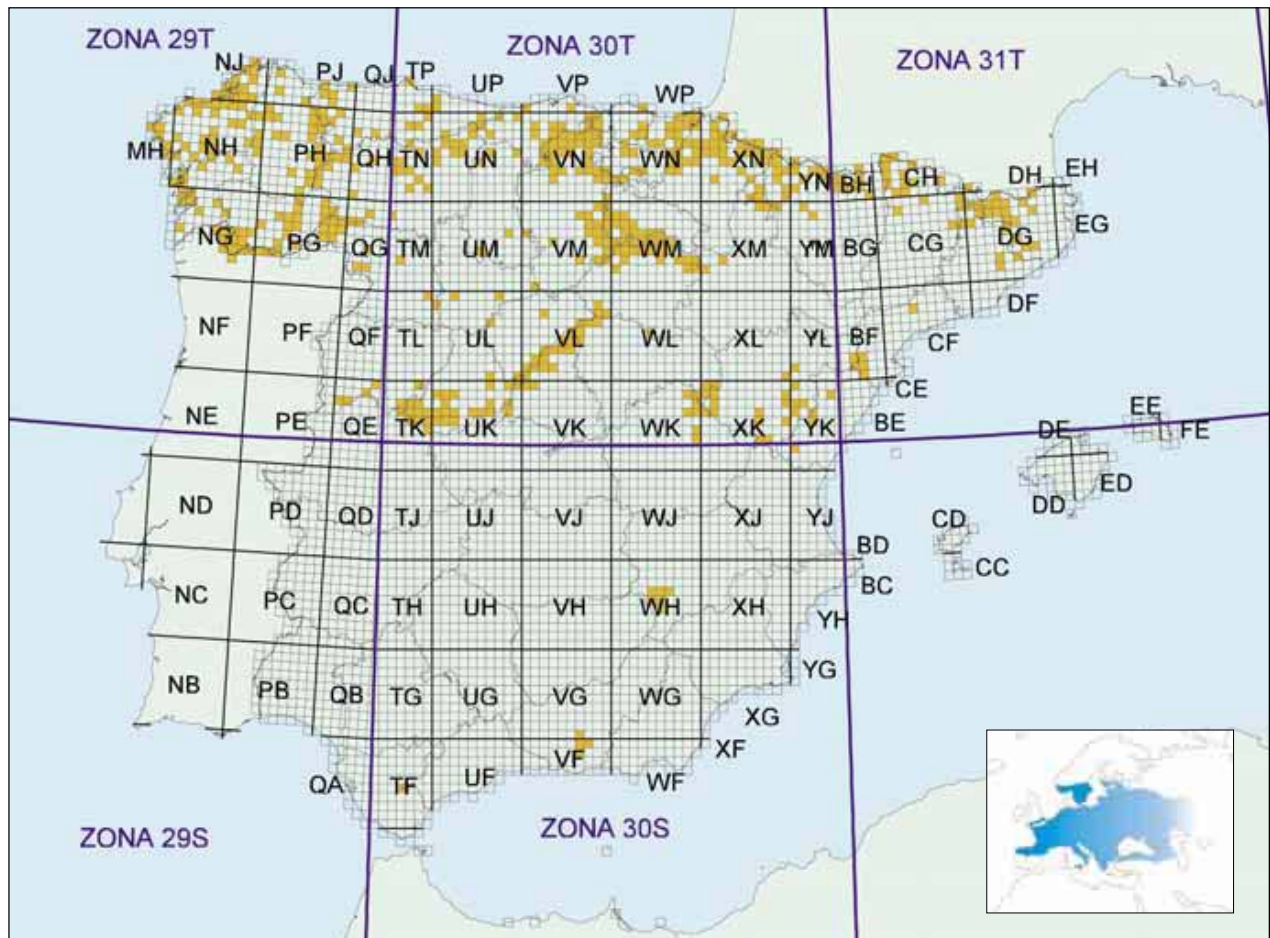 ZONA 29T
ZONA 30T
ZONA 31T
NJ
PJ
QJ
TP
UP
VP
WP
MH
NH
PH
QH
TN
UN
VN
WN
XN
YN
BH
CH
DH
EH
NG
PG
QG
TM
UM
VM
WM
XM
YM
BG
CG
DG
EG
NF
PF
QF
TL
UL
VL
WL
XL
YL
BF
CF
DF
NE
PE
QE
TK
UK
VK
WK
XK
YK
BE
CE
DE
EE
FE
ND
PD
QD
TJ
UJ
VJ
WJ
XJ
YJ
BD
CD
DD
ED
NC
PC
QC
TH
UH
VH
WH
XH
YH
BC
CC
NB
PB
QB
TG
UG
VG
WG
XG
YG
QA
TF
UF
VF
WF
XF
ZONA 29S
ZONA 30S